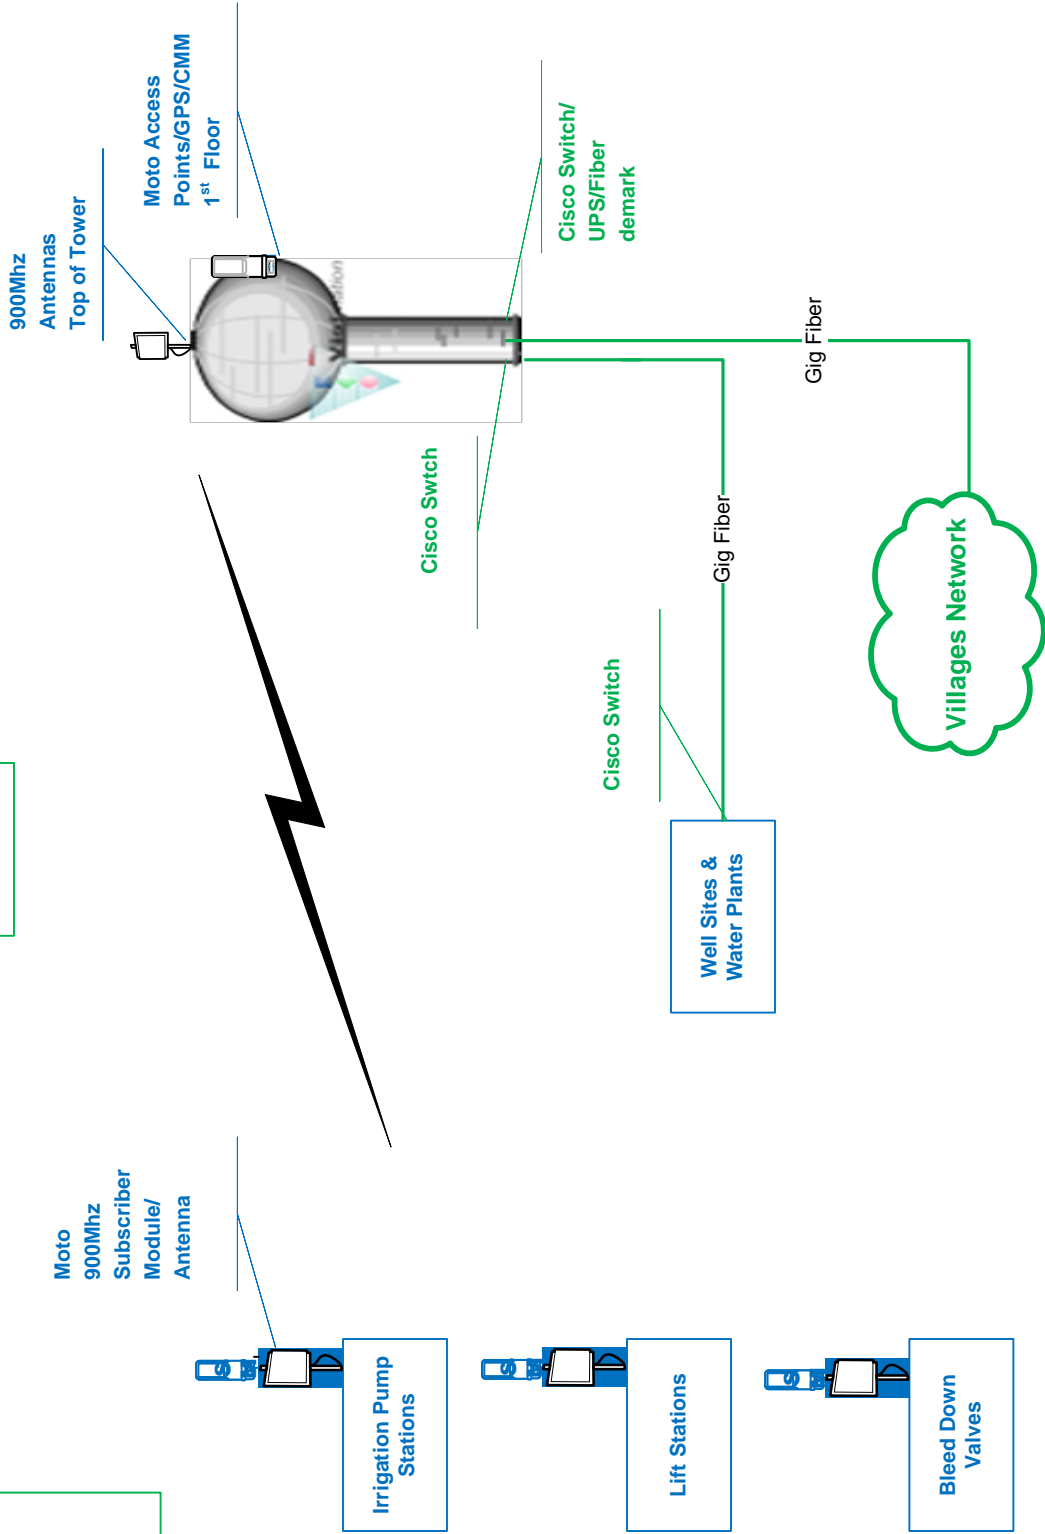 900Mhz
Antennas
Top of Tower
Moto Access
Points/GPS/CMM
1st Floor
Cisco Switch/
UPS/Fiber
demark
Cisco Swtch
Gig Fiber
Gig Fiber
Cisco Switch
Villages Network
Well Sites &
Water Plants
Moto
900Mhz
Subscriber
Module/
Antenna
Irrigation Pump
Stations
Lift Stations
Bleed Down
Valves